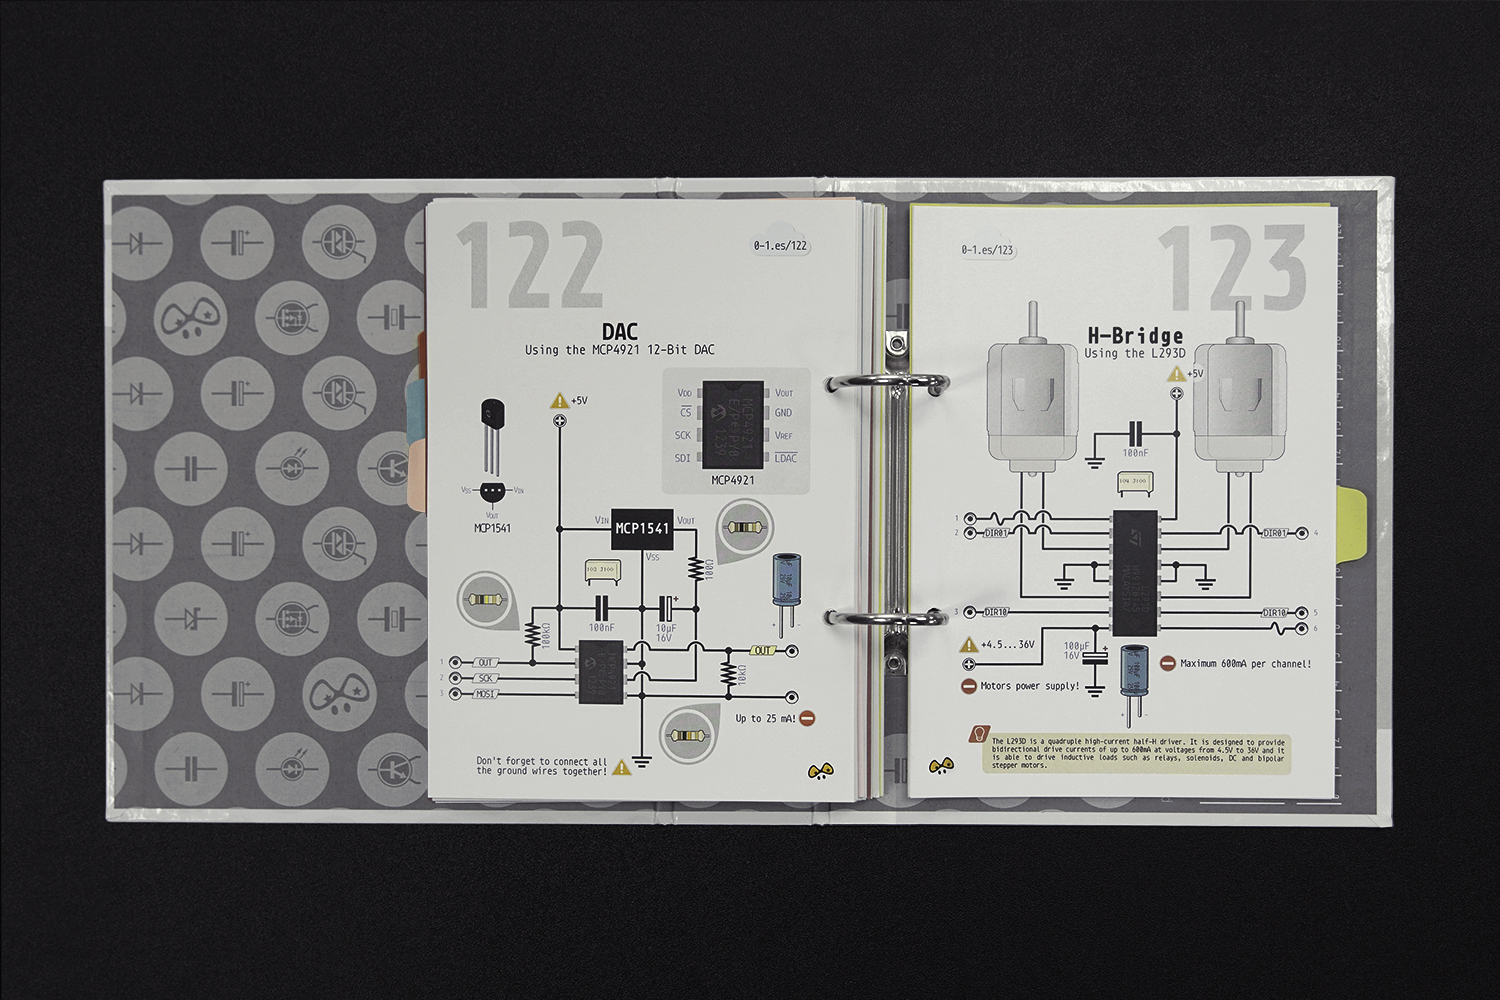 122
0-1.es/122
DAC
Using the MCP4921 12-Bit DAC
+5V
VDD
CS
SCK
SDI
VOUT
GND
VREF
LDAC
MCP4921
E/P
1239
MCP4921
VSS
VIN
VOUT
MCP1541
VIN
MCP1541
VOUT
VSS
100Ω
100nF
10µF
16V
100kΩ
1 OUT
2 SCK
3 MOSI
OUT
10kΩ
Up to 25 mA!
Don't forget to connect all
the ground wires together!
123
0-1.es/123
H-Bridge
Using the L293D
+5V
100nF
104 J100
1
2 DIR01
DIR01 4
3 DIR10
DIR10 5
6
+4.5...36V
100µF
16V
Motors power supply!
Maximum 600mA per channel!
The L293D is a quadruple high-current half-H driver. It is designed to provide
bidirectional drive currents of up to 600mA at voltages from 4.5V to 36V and it
is able to drive inductive loads such as relays, solenoids, DC and bipolar
stepper motors.